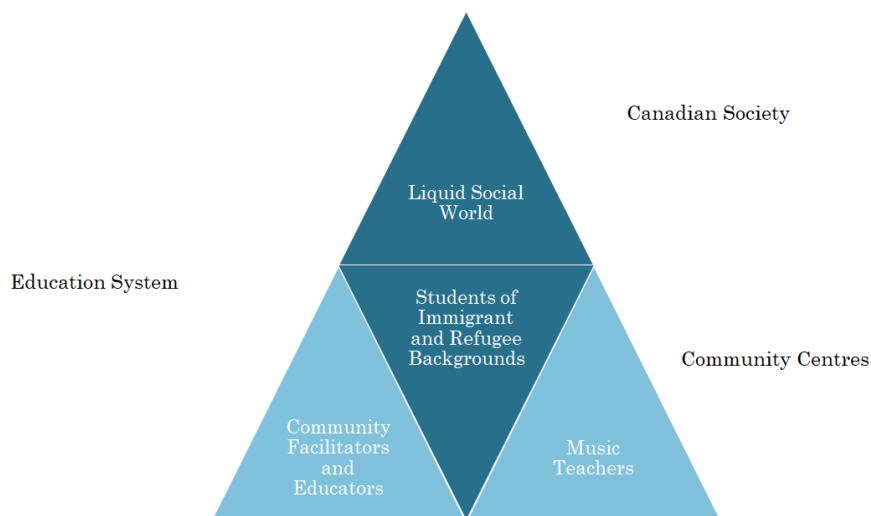 Canadian Society
Liquid Social
World
Education System
Students of
Immigrant
and Refugee
Backgrounds
Community Centres
Community
Facilitators
and
Educators
Music
Teachers